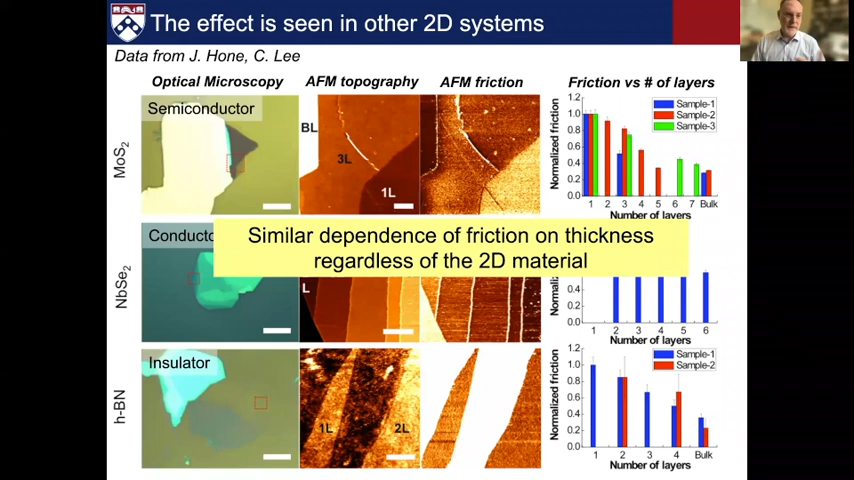 The effect is seen in other 2D systems
Data from J. Hone, C. Lee
Optical Microscopy AFM topography AFM friction Friction vs # of layers
MoS2
Semiconductor
BL
3L
1L
Normalized friction
1.2
1.0
0.8
0.6
0.4
0.2
0.0
Sample-1
Sample-2
Sample-3
1 2 3 4 5 6 7 Bulk
Number of layers
Similar dependence of friction on thickness
regardless of the 2D material
NbSe2
Conducto
L
Normaliz
0.4
0.2
0.0
1 2 3 4 5 6
Number of layers
h-BN
Insulator
1L
2L
Normalized friction
1.2
1.0
0.8
0.6
0.4
0.2
0.0
Sample-1
Sample-2
1 2 3 4 Bulk
Number of layers